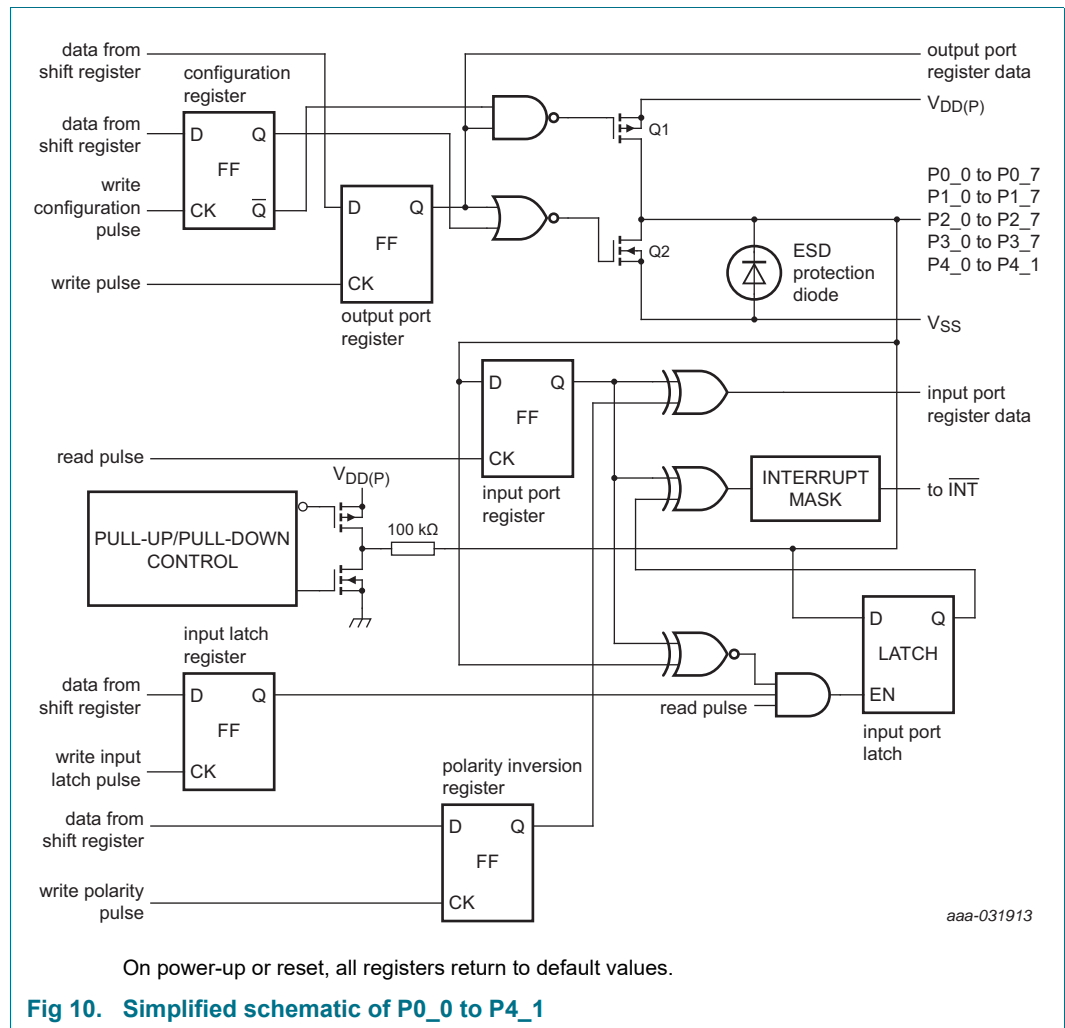 data from
shift register
configuration
register
output port
register data
VDD(P)
Q1
data from
shift register
D
Q
FF
write
configuration
pulse
CK
Q
D
Q
FF
CK
output port
register
write pulse
Q2
ESD
protection
diode
P0_0 to P0_7
P1_0 to P1_7
P2_0 to P2_7
P3_0 to P3_7
P4_0 to P4_1
VSS
D
Q
FF
CK
input port
register
input port
register data
read pulse
VDD(P)
INTERRUPT
MASK
to INT
PULL-UP/PULL-DOWN
CONTROL
100 kΩ
D
Q
LATCH
EN
input port
latch
read pulse
input latch
register
data from
shift register
D
Q
FF
write input
latch pulse
CK
polarity inversion
register
data from
shift register
D
Q
FF
write polarity
pulse
CK
aaa-031913
On power-up or reset, all registers return to default values.
Fig 10. Simplified schematic of P0_0 to P4_1